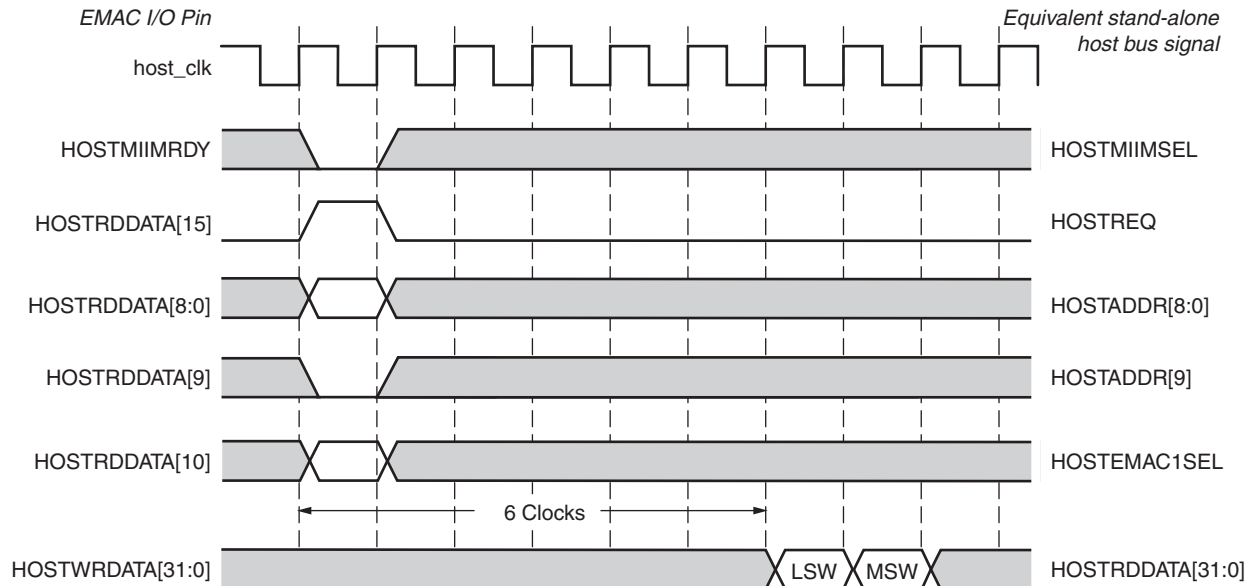 EMAC I/O Pin
Equivalent stand-alone
host bus signal
host_clk
HOSTMIIMRDY
HOSTMIIMSEL
HOSTRDDATA[15]
HOSTREQ
HOSTRDDATA[8:0]
HOSTADDR[8:0]
HOSTRDDATA[9]
HOSTADDR[9]
HOSTRDDATA[10]
HOSTEMAC1SEL
6 Clocks
HOSTWRDATA[31:0]
LSW
MSW
HOSTRDDATA[31:0]